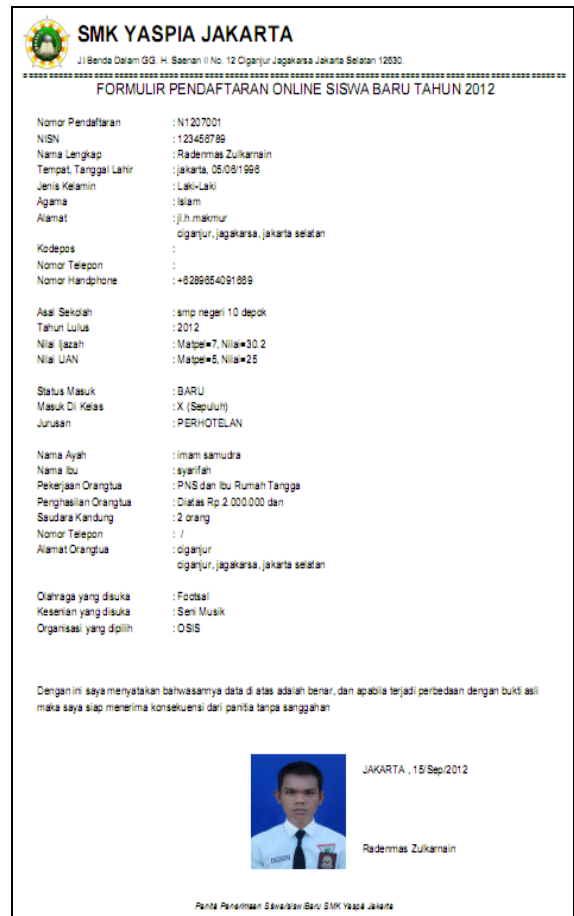 SMK YASPIA JAKARTA
Jl Benda Dalam GG. H. Saenan II No. 12 Ciganjur Jagakarsa Jakarta Selatan 12630.
FORMULIR PENDAFTARAN ONLINE SISWA BARU TAHUN 2012
Nomor Pendaftaran : N1207001
NISN : 123456789
Nama Lengkap : Radenmas Zulkarnain
Tempat, Tanggal Lahir : jakarta, 05/06/1996
Jenis Kelamin : Laki-Laki
Agama : Islam
Alamat : jl.h.makmur
ciganjur, jagakarsa, jakarta selatan
Kodepos :
Nomor Telepon :
Nomor Handphone : +6289654091669
Asal Sekolah : smp negeri 10 depok
Tahun Lulus : 2012
Nilai Ijazah : Matpel=7, Nilai=30.2
Nilai UAN : Matpel=5, Nilai=25
Status Masuk : BARU
Masuk Di Kelas : X (Sepuluh)
Jurusan : PERHOTELAN
Nama Ayah : imam samudra
Nama Ibu : syarifah
Pekerjaan Orangtua : PNS dan Ibu Rumah Tangga
Penghasilan Orangtua : Diatas Rp.2.000.000 dan
Saudara Kandung : 2 orang
Nomor Telepon : /
Alamat Orangtua : ciganjur
ciganjur, jagakarsa, jakarta selatan
Olahraga yang disuka : Footsal
Kesenian yang disuka : Seni Musik
Organisasi yang dipilih : OSIS
Dengan ini saya menyatakan bahwasannya data di atas adalah benar, dan apabila terjadi perbedaan dengan bukti asli
maka saya siap menerima konsekuensi dari panitia tanpa sanggahan
JAKARTA , 15/Sep/2012
Radenmas Zulkarnain
Panitia Penerimaan Siswa/siswi Baru SMK Yaspia Jakarta